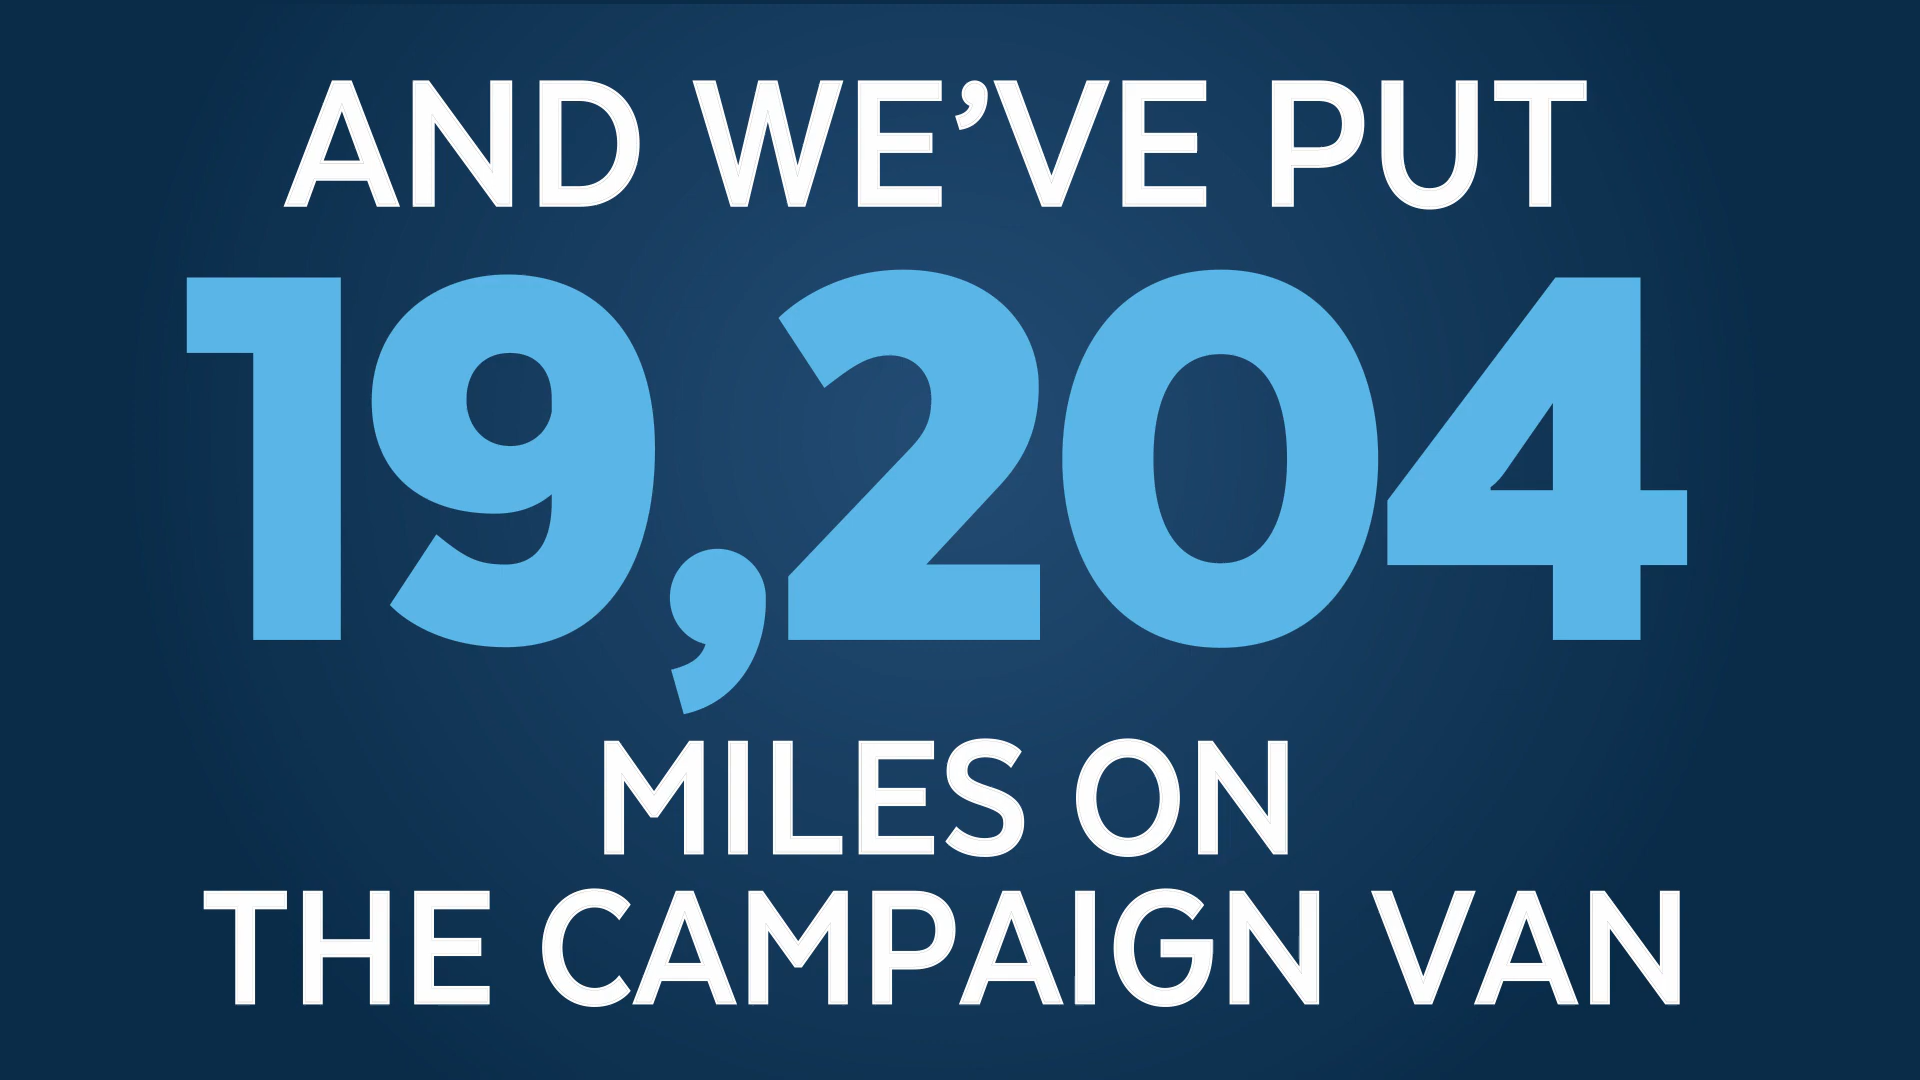 AND WE’VE PUT
19,204
MILES ON
THE CAMPAIGN VAN